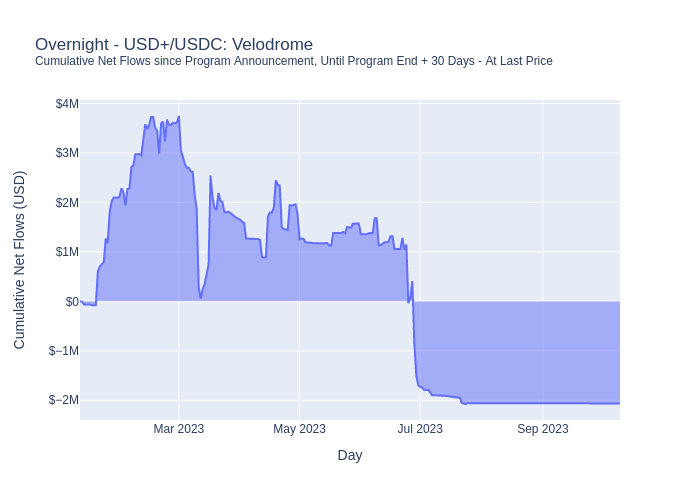 Overnight - USD+/USDC: Velodrome
Cumulative Net Flows since Program Announcement, Until Program End + 30 Days - At Last Price
$4M
$3M
$2M
$1M
$0
$−1M
$−2M
Cumulative Net Flows (USD)
Mar 2023
May 2023
Jul 2023
Sep 2023
Day